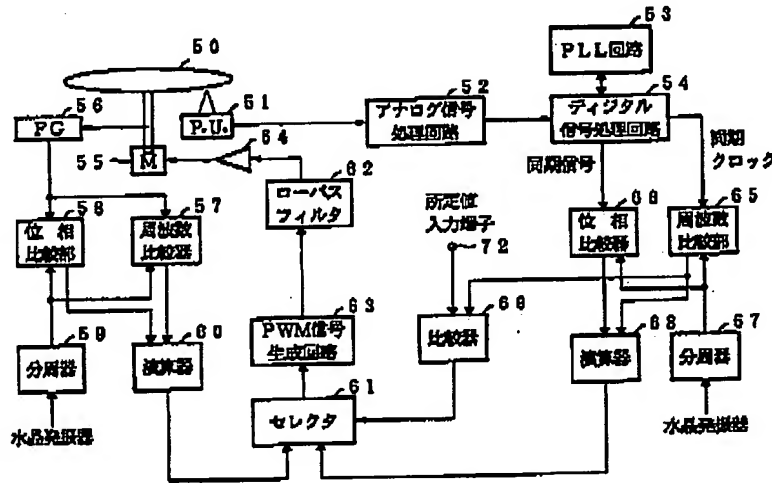 50
53
PLL回路
56
51
52
54
FG
P.U.
アナログ信号
処理回路
ディジタル
信号処理回路
64
55
M
62
同期信号
同期
クロック
58
57
ローパス
フィルタ
所定値
入力端子
66
65
位相
比較部
周波数
比較器
72
位相
比較器
周波数
比較部
63
69
59
60
PWM信号
生成回路
比較器
68
67
分周器
演算器
61
演算器
分周器
水晶発振器
セレクタ
水晶発振器